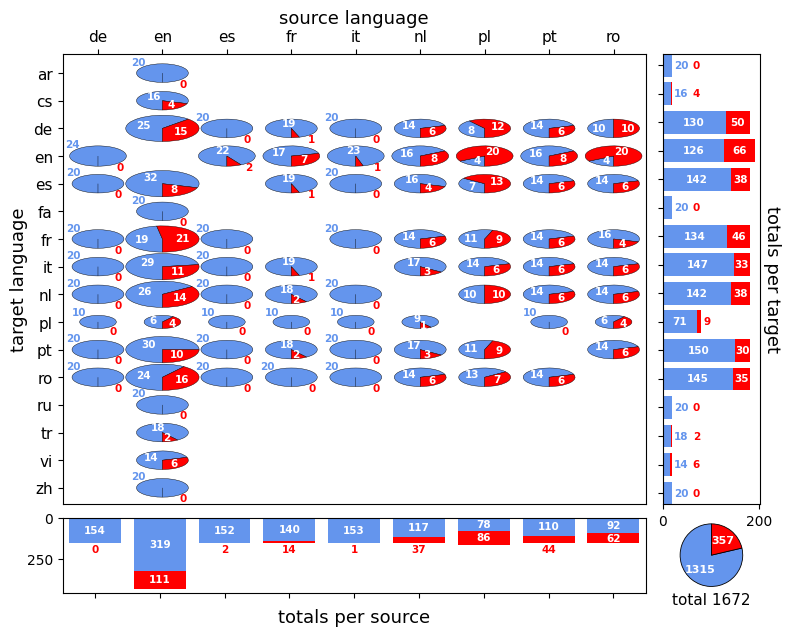 source language
de en es fr it nl pl pt ro
ar 20 0 20 0
cs 16 4 16 4
de 25 15 20 0 19 1 20 0 14 6 8 12 14 6 10 10 130 50
en 24 0 22 2 17 7 23 1 16 8 4 20 16 8 4 20 126 66
es 20 0 32 8 19 1 20 0 16 4 7 13 14 6 14 6 142 38
fa 20 0 20 0
fr 20 0 19 21 20 0 20 0 14 6 11 9 14 6 16 4 134 46
it 20 0 29 11 20 0 19 1 17 3 14 6 14 6 14 6 147 33
nl 20 0 26 14 20 0 18 2 20 0 10 10 14 6 14 6 142 38
pl 10 0 6 4 10 0 10 0 10 0 9 1 10 0 6 4 71 9
pt 20 0 30 10 20 0 18 2 20 0 17 3 11 9 14 6 150 30
ro 20 0 24 16 20 0 20 0 20 0 14 6 13 7 14 6 145 35
ru 20 0 20 0
tr 18 2 18 2
vi 14 6 14 6
zh 20 0 20 0
target language
totals per target
0 200
0
250
154 319 152 140 153 117 78 110 92
0 111 2 14 1 37 86 44 62
totals per source
357
1315
total 1672